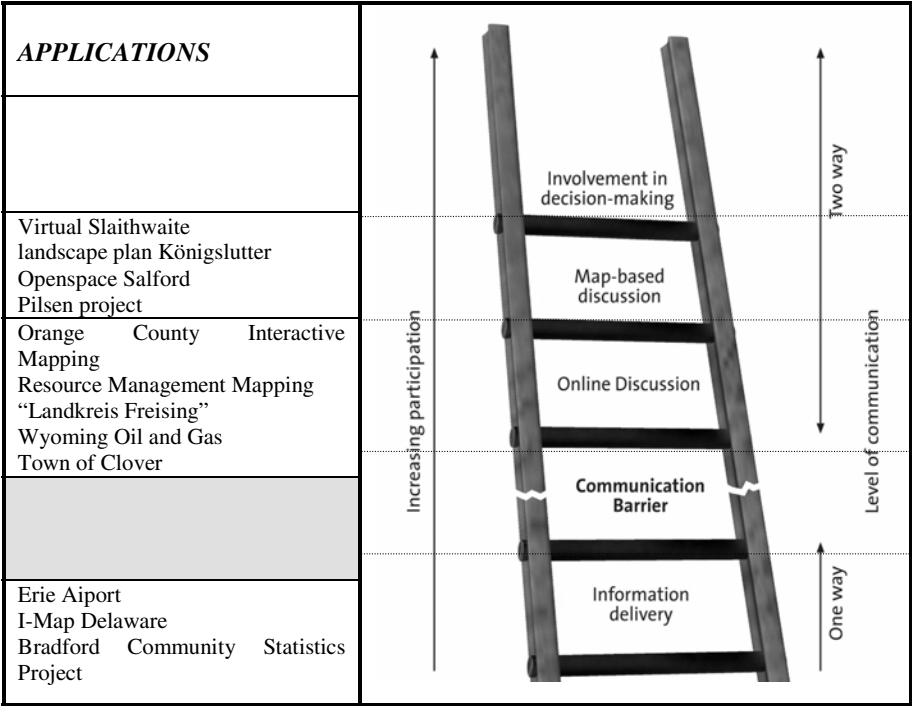 APPLICATIONS
Virtual Slaithwaite
landscape plan Königslutter
Openspace Salford
Pilsen project
Orange County Interactive
Mapping
Resource Management Mapping
“Landkreis Freising”
Wyoming Oil and Gas
Town of Clover
Erie Aiport
I-Map Delaware
Bradford Community Statistics
Project
Increasing participation
Involvement in
decision-making
Map-based
discussion
Online Discussion
Communication
Barrier
Information
delivery
Two way
One way
Level of communication